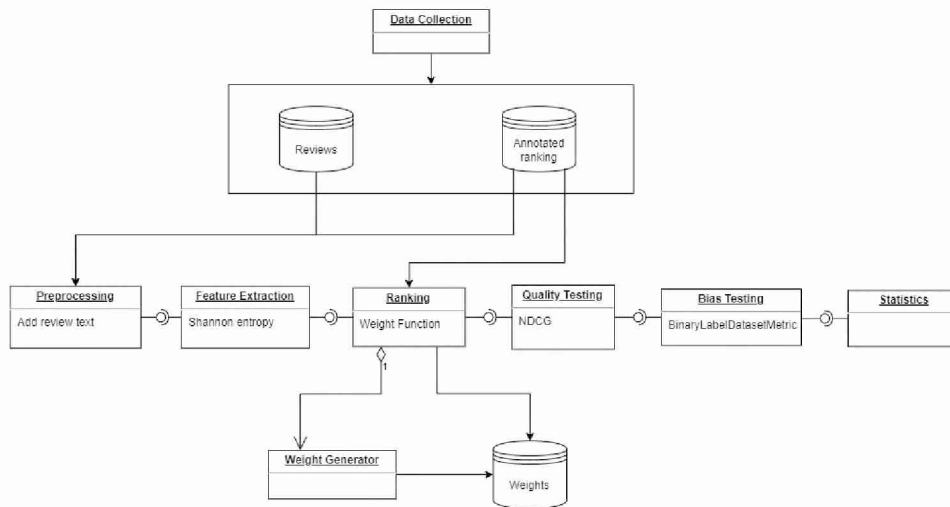 Data Collection
Reviews
Annotated
ranking
Preprocessing
Add review text
Feature Extraction
Shannon entropy
Ranking
Weight Function
Quality Testing
NDCG
Bias Testing
BinaryLabelDatasetMetric
Statistics
1
Weight Generator
Weights